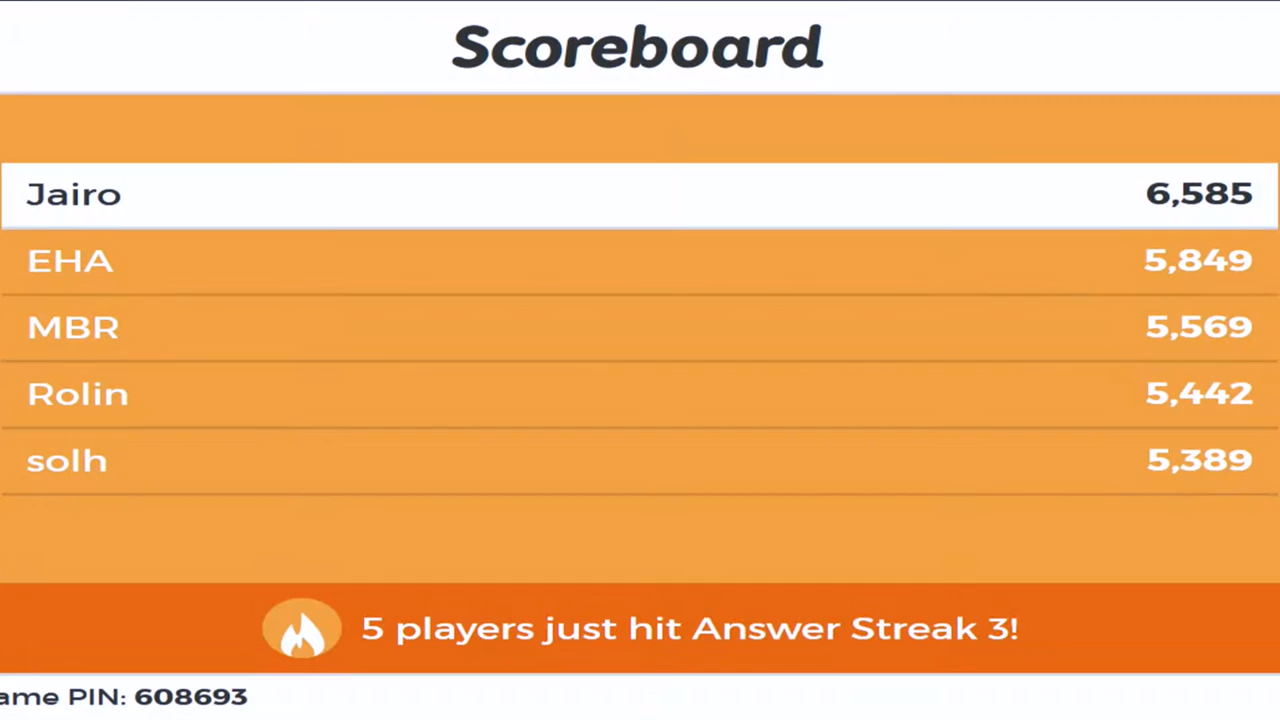 Scoreboard
Jairo 6,585
EHA 5,849
MBR 5,569
Rolin 5,442
solh 5,389
5 players just hit Answer Streak 3!
ame PIN: 608693